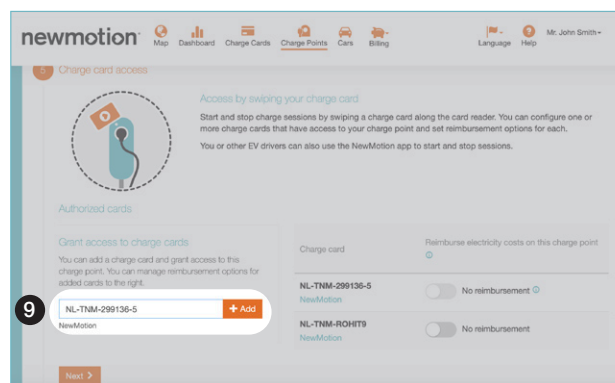 newmotion
Map Dashboard Charge Cards Charge Points Cars Billing Language Help Mr. John Smith
Charge card access
Access by swiping your charge card
Start and stop charge sessions by swiping a charge card along the card reader. You can configure one or
more charge cards that have access to your charge point and set reimbursement options for each.
You or other EV drivers can also use the NewMotion app to start and stop sessions.
Authorized cards
Grant access to charge cards
You can add a charge card and grant access to this
charge point. You can manage reimbursement options for
added cards to the right.
9 NL-TNM-299136-5 + Add
NewMotion
Next >
Charge card
Reimburse electricity costs on this charge point
NL-TNM-299136-5 No reimbursement
NewMotion
NL-TNM-ROHIT9 No reimbursement
NewMotion